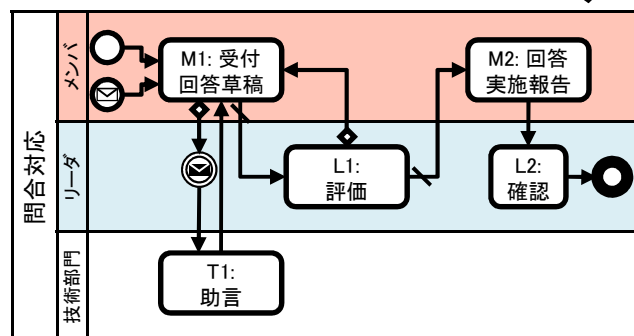 問合対応
メンバ
M1: 受付
回答草稿
M2: 回答
実施報告
リーダ
L1:
評価
L2:
確認
技術部門
T1:
助言